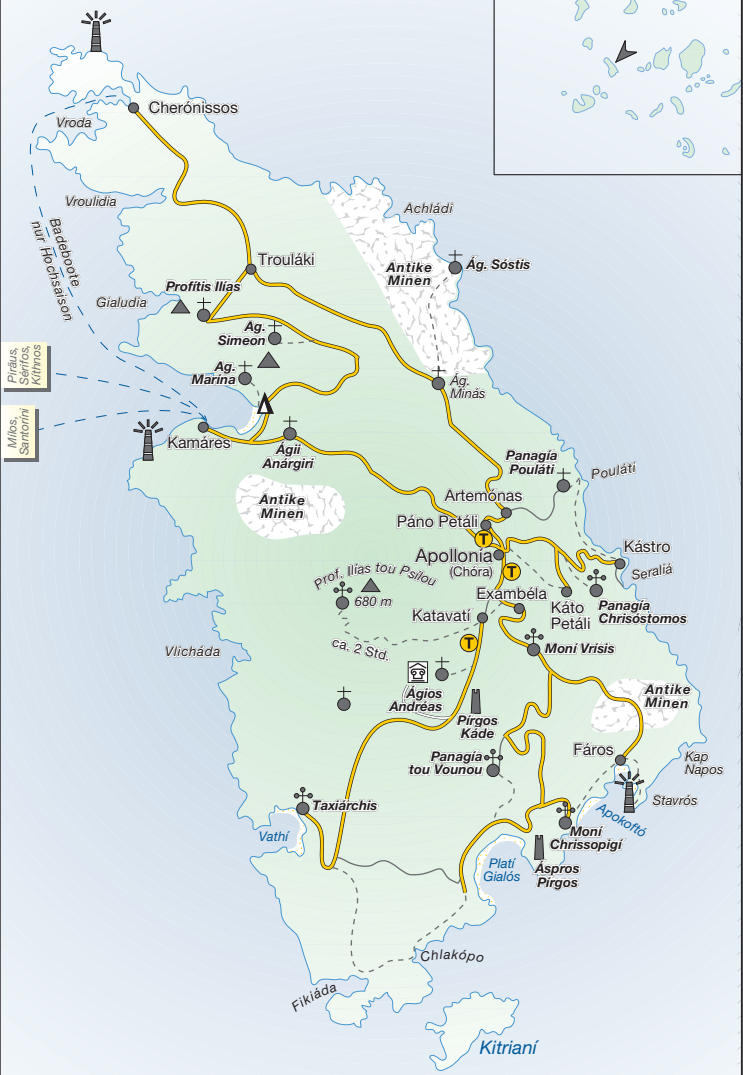 Cherónissos
Vroda
Vroulidia
Badeboote
nur Hochsaison
Achládi
Trouláki
Antike
Minen
Ág. Sóstis
Profítis Ilías
Gialudia
Ag.
Simeon
Ag.
Marína
Ág.
Minás
Piräus,
Sérifos,
Kíthnos
Mílos,
Santoríni
Kamáres
Ágii
Anárgiri
Panagía
Pouláti
Pouláti
Antike
Minen
Artemónas
Páno Petáli
T
Apollonía
(Chóra)
Kástro
Seraliá
T
Prof. Ilías tou Psilou
680 m
Exambéla
Káto
Petáli
Panagía
Chrisóstomos
Katavatí
T
ca. 2 Std.
Moní Vrísis
Vlicháda
Ágios
Andréas
Antike
Minen
Pírgos
Káde
Panagía
tou Vounou
Fáros
Kap
Napos
Stavrós
Taxiárchis
Apokoftó
Vathí
Moní
Chrissopigí
Platí
Gialós
Áspros
Pírgos
Chlakópo
Fikiáda
Kitrianí